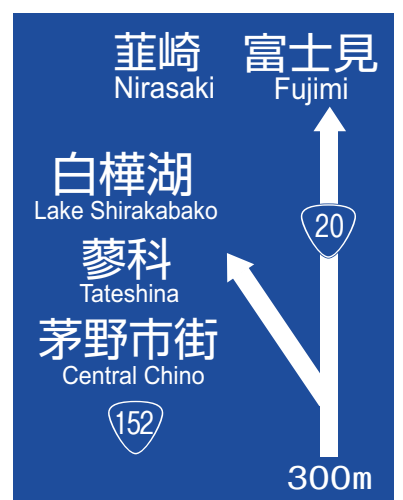 韮崎 富士見
Nirasaki Fujimi
白樺湖
Lake Shirakabako
20
蓼科
Tateshina
茅野市街
Central Chino
152
300m